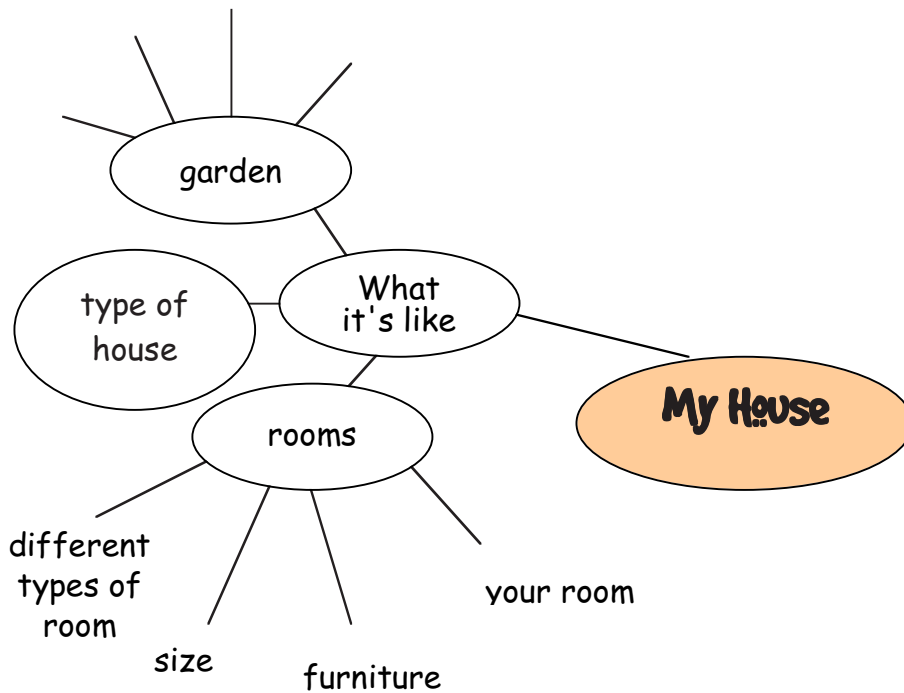 garden
What
it's like
type of
house
My House
rooms
different
types of
room
your room
size
furniture